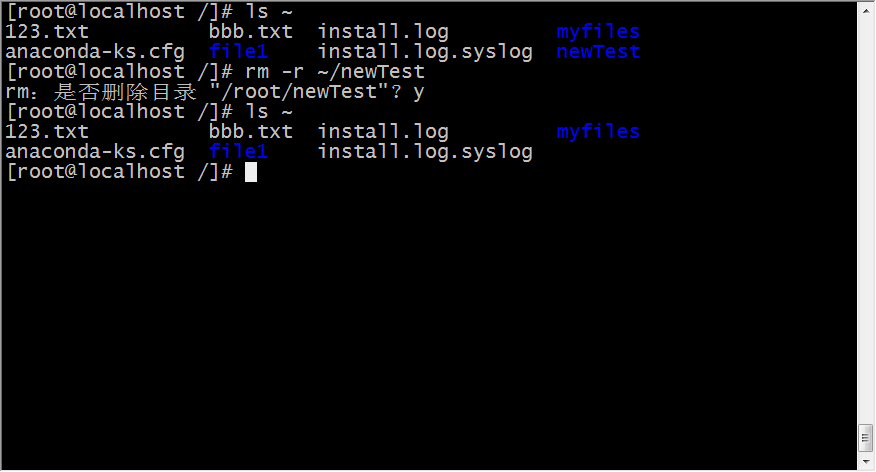 [root@localhost /]# ls ~
123.txt          bbb.txt  install.log         myfiles
anaconda-ks.cfg  file1    install.log.syslog  newTest
[root@localhost /]# rm -r ~/newTest
rm：是否删除目录 "/root/newTest"？y
[root@localhost /]# ls ~
123.txt          bbb.txt  install.log         myfiles
anaconda-ks.cfg  file1    install.log.syslog
[root@localhost /]#